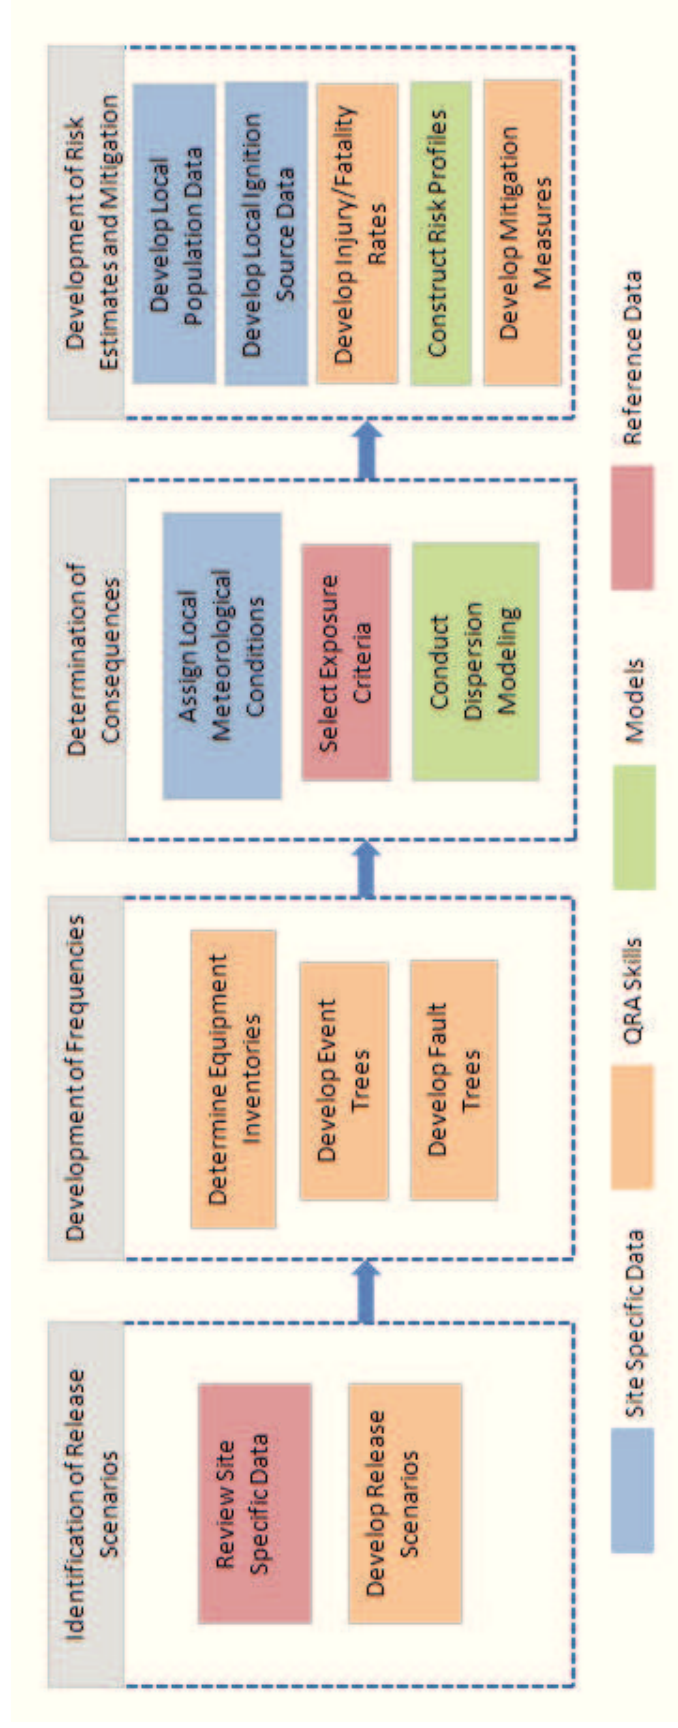 Identification of Release
Scenarios
Review Site
Specific Data
Develop Release
Scenarios
Development of Frequencies
Determine Equipment
Inventories
Develop Event
Trees
Develop Fault
Trees
Determination of
Consequences
Assign Local
Meteorological
Conditions
Select Exposure
Criteria
Conduct
Dispersion
Modeling
Development of Risk
Estimates and Mitigation
Develop Local
Population Data
Develop Local Ignition
Source Data
Develop Injury/Fatality
Rates
Construct Risk Profiles
Develop Mitigation
Measures
Site Specific Data
QRA Skills
Models
Reference Data